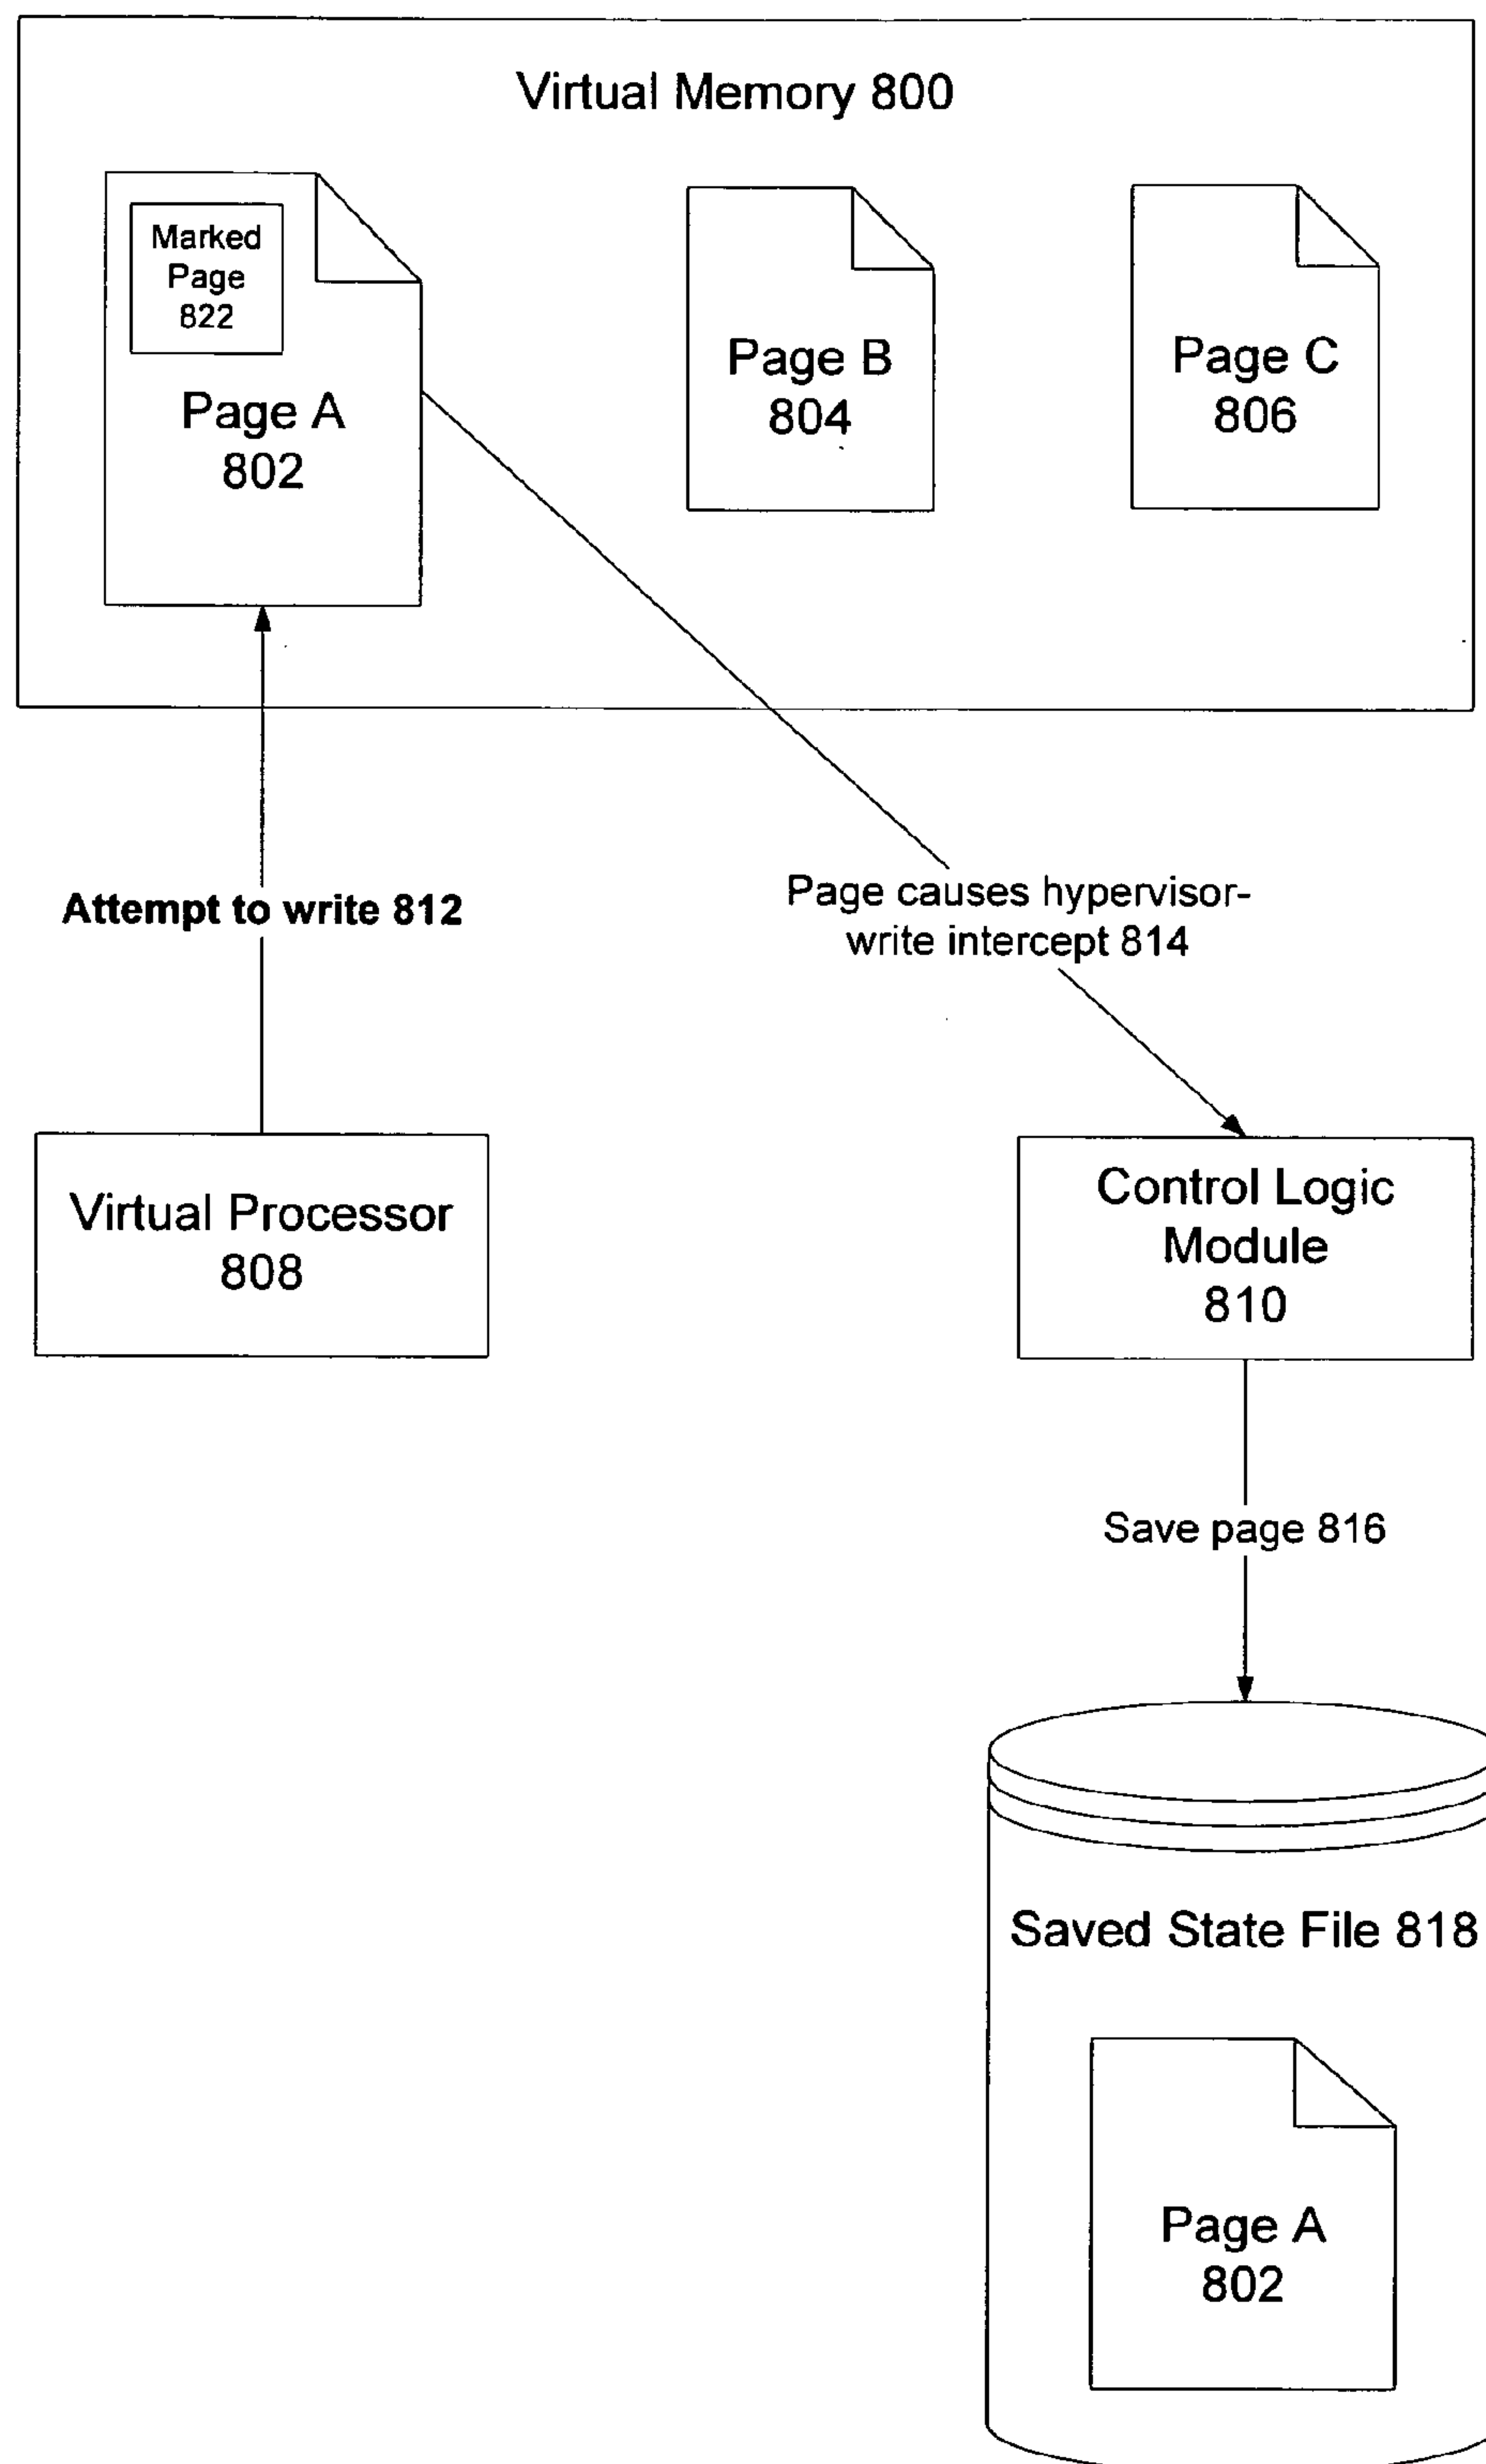 Virtual Memory 800
Marked
Page
822
Page A
802
Page B
804
Page C
806
Attempt to write 812
Page causes hypervisor-
write intercept 814
Virtual Processor
808
Control Logic
Module
810
Save page 816
Saved State File 818
Page A
802